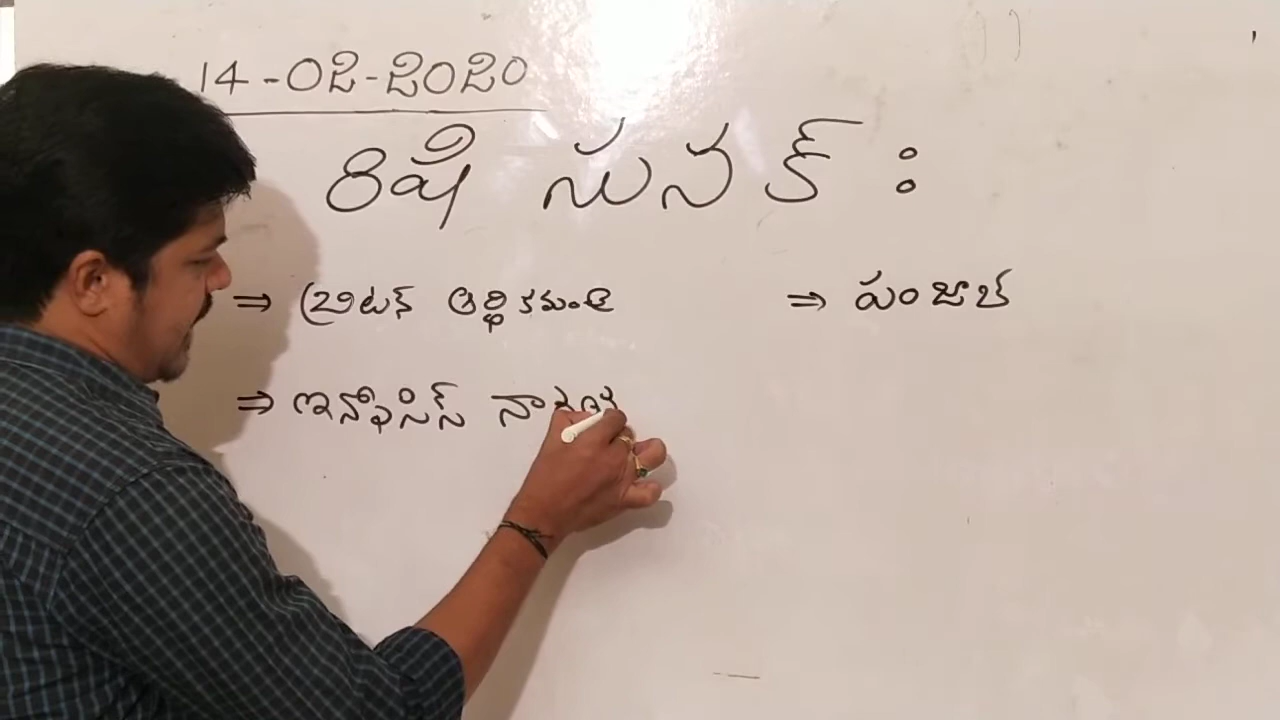 14-02-2020
రిషి సునక్ :
⇒ బ్రిటన్ ఆర్థికమంత్రి
⇒ పంజాబ్
⇒ ఇన్ఫోసిస్ నారాయ